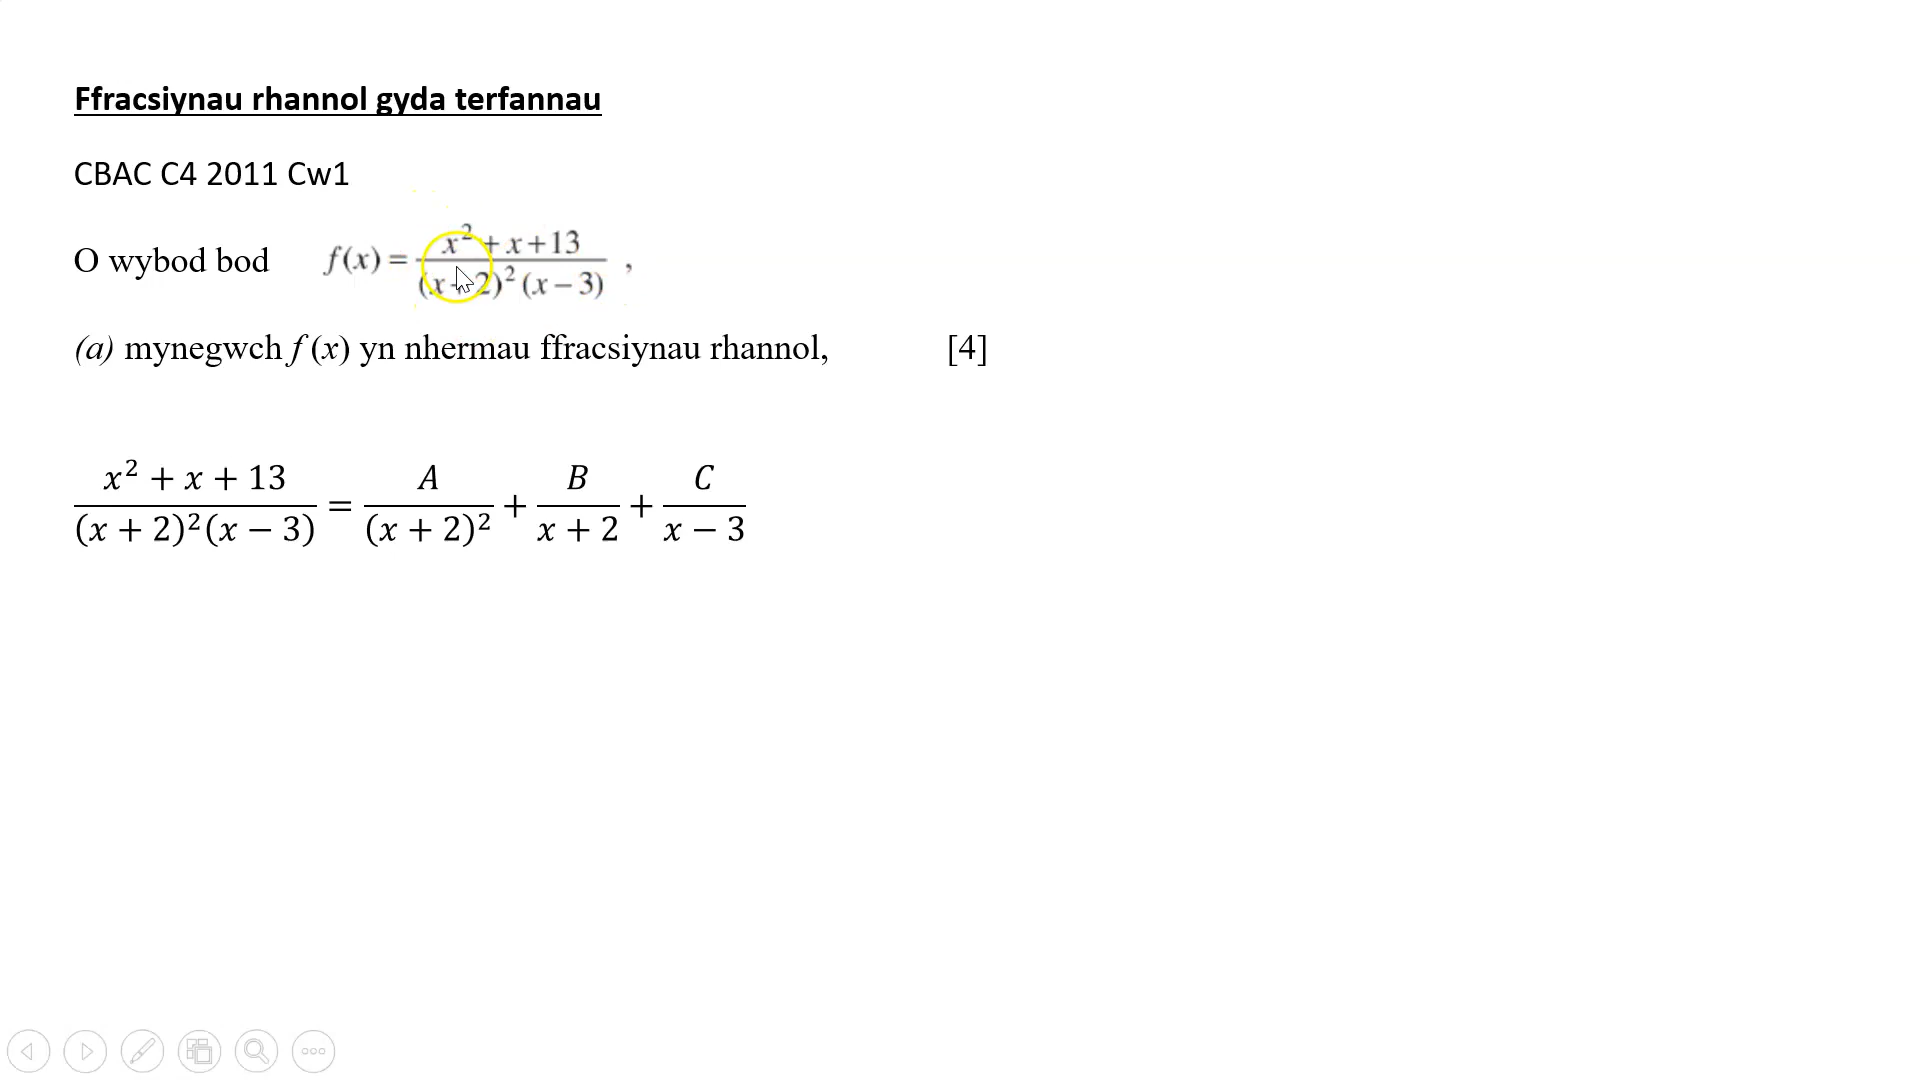 Ffracsiynau rhannol gyda terfannau
CBAC C4 2011 Cw1
O wybod bod f(x) = (x² + x + 13) / ((x + 2)² (x − 3)) ,
(a) mynegwch f (x) yn nhermau ffracsiynau rhannol, [4]
(x² + x + 13) / ((x + 2)²(x − 3)) = A / (x + 2)² + B / (x + 2) + C / (x − 3)